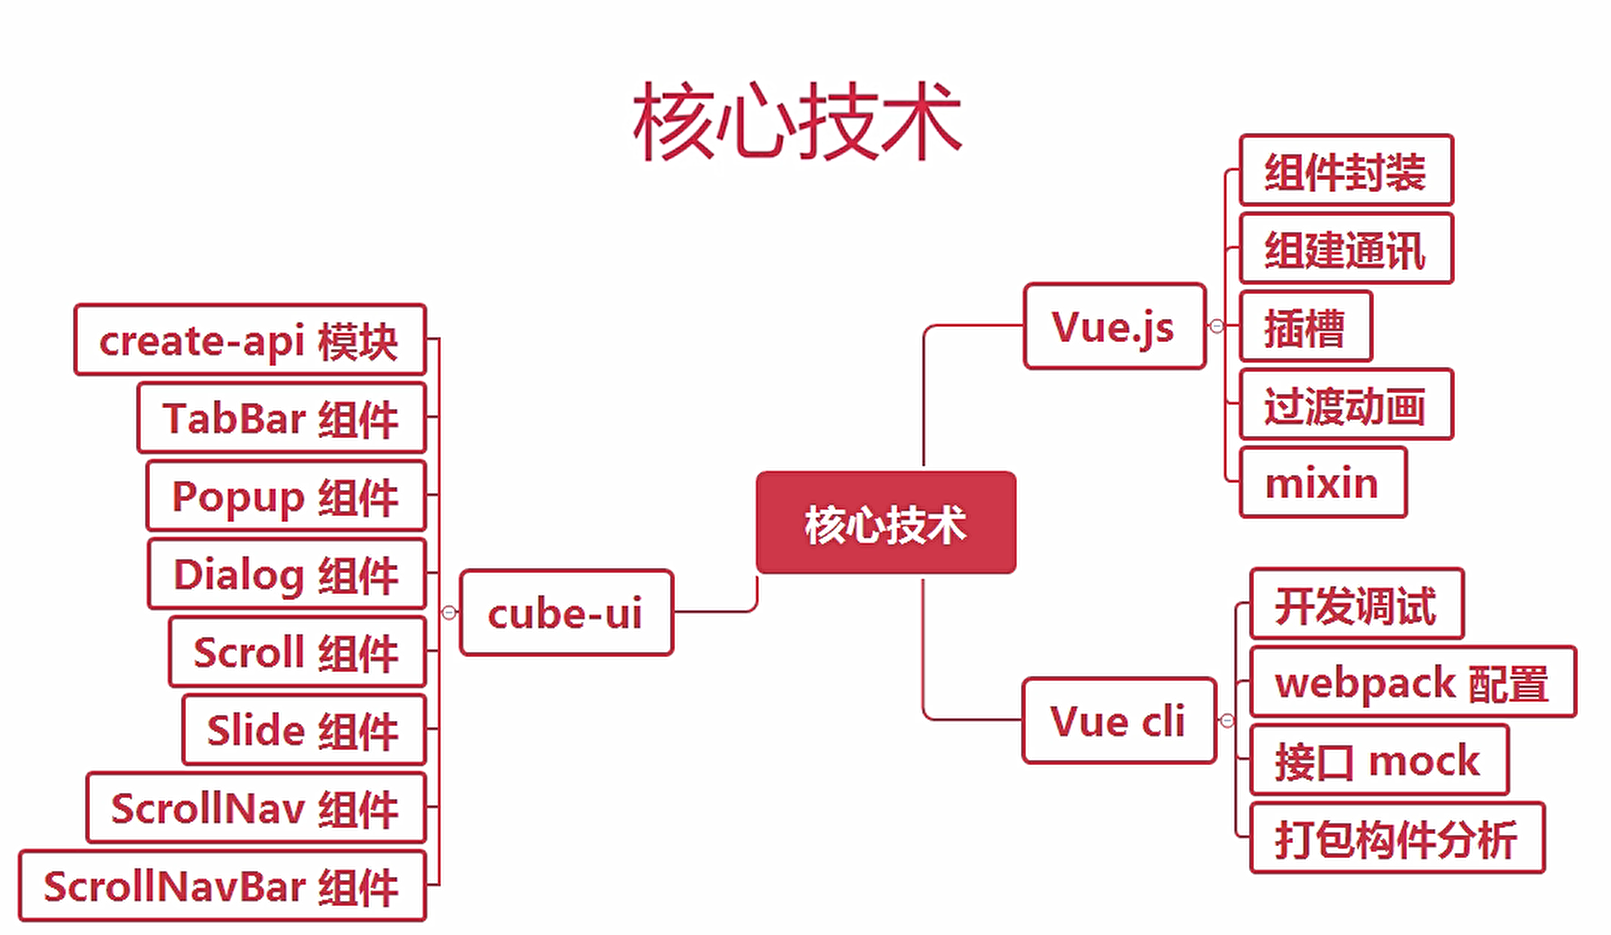 核心技术
核心技术
Vue.js
组件封装
组建通讯
插槽
过渡动画
mixin
Vue cli
开发调试
webpack 配置
接口 mock
打包构件分析
cube-ui
create-api 模块
TabBar 组件
Popup 组件
Dialog 组件
Scroll 组件
Slide 组件
ScrollNav 组件
ScrollNavBar 组件